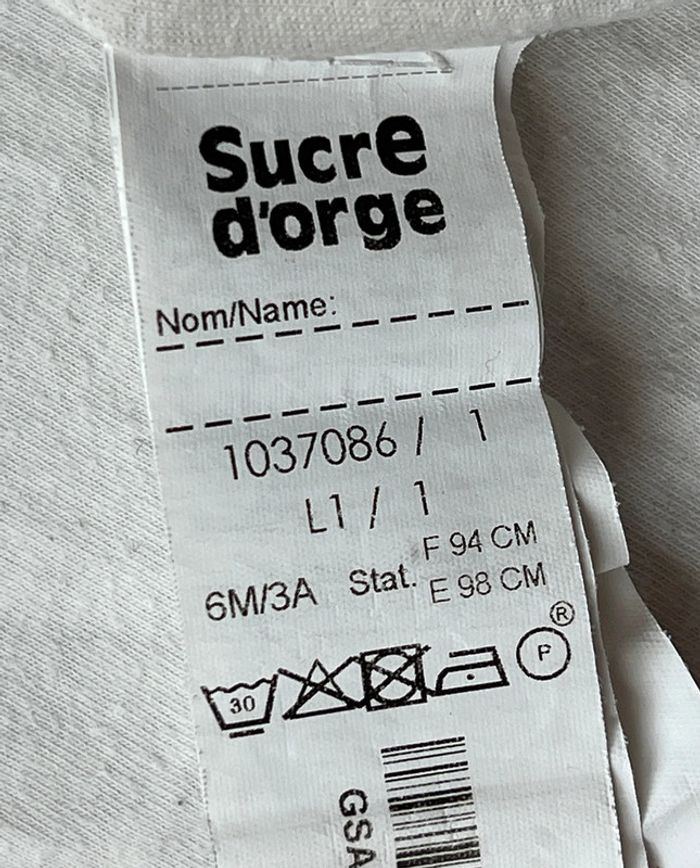 Sucre
d'orge
Nom/Name:
1037086 / 1
L1 / 1
F 94 CM
6M/3A Stat. E 98 CM
®
30 P
GSA